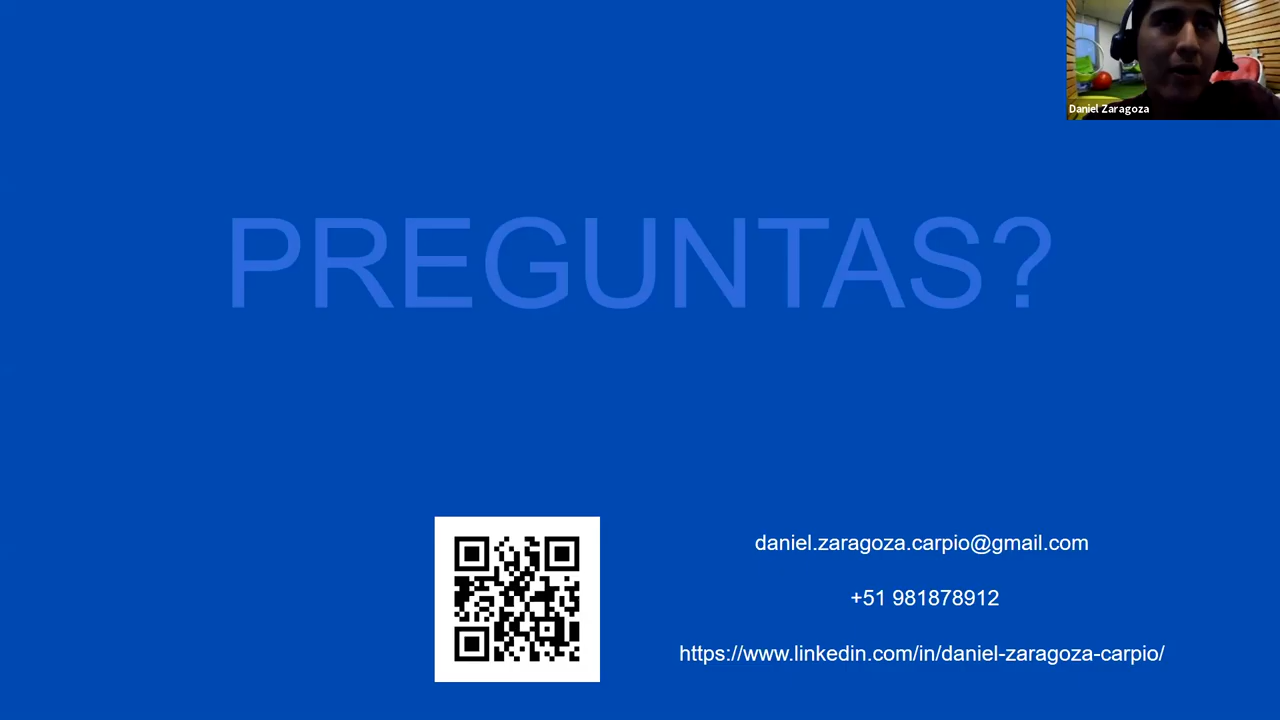 Daniel Zaragoza
PREGUNTAS?
daniel.zaragoza.carpio@gmail.com
+51 981878912
https://www.linkedin.com/in/daniel-zaragoza-carpio/